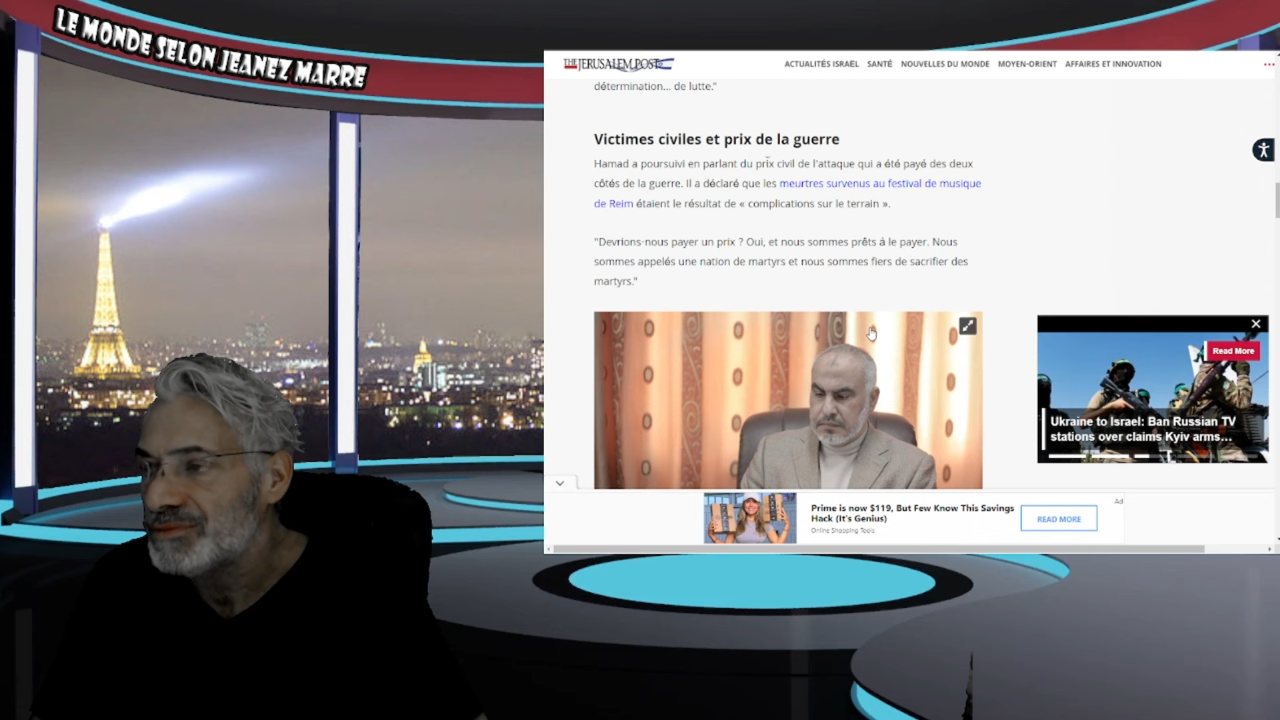 LE MONDE SELON JEANEZ MARRE
THE JERUSALEM POST
ACTUALITÉS ISRAËL SANTÉ NOUVELLES DU MONDE MOYEN-ORIENT AFFAIRES ET INNOVATION
détermination... de lutte."
Victimes civiles et prix de la guerre
Hamad a poursuivi en parlant du prix civil de l'attaque qui a été payé des deux
côtés de la guerre. Il a déclaré que les meurtres survenus au festival de musique
de Reim étaient le résultat de « complications sur le terrain ».
"Devrions-nous payer un prix ? Oui, et nous sommes prêts à le payer. Nous
sommes appelés une nation de martyrs et nous sommes fiers de sacrifier des
martyrs."
Read More
Ukraine to Israel: Ban Russian TV
stations over claims Kyiv arms...
Prime is now $119, But Few Know This Savings
Hack (It's Genius)
Online Shopping Tools
READ MORE
Ad